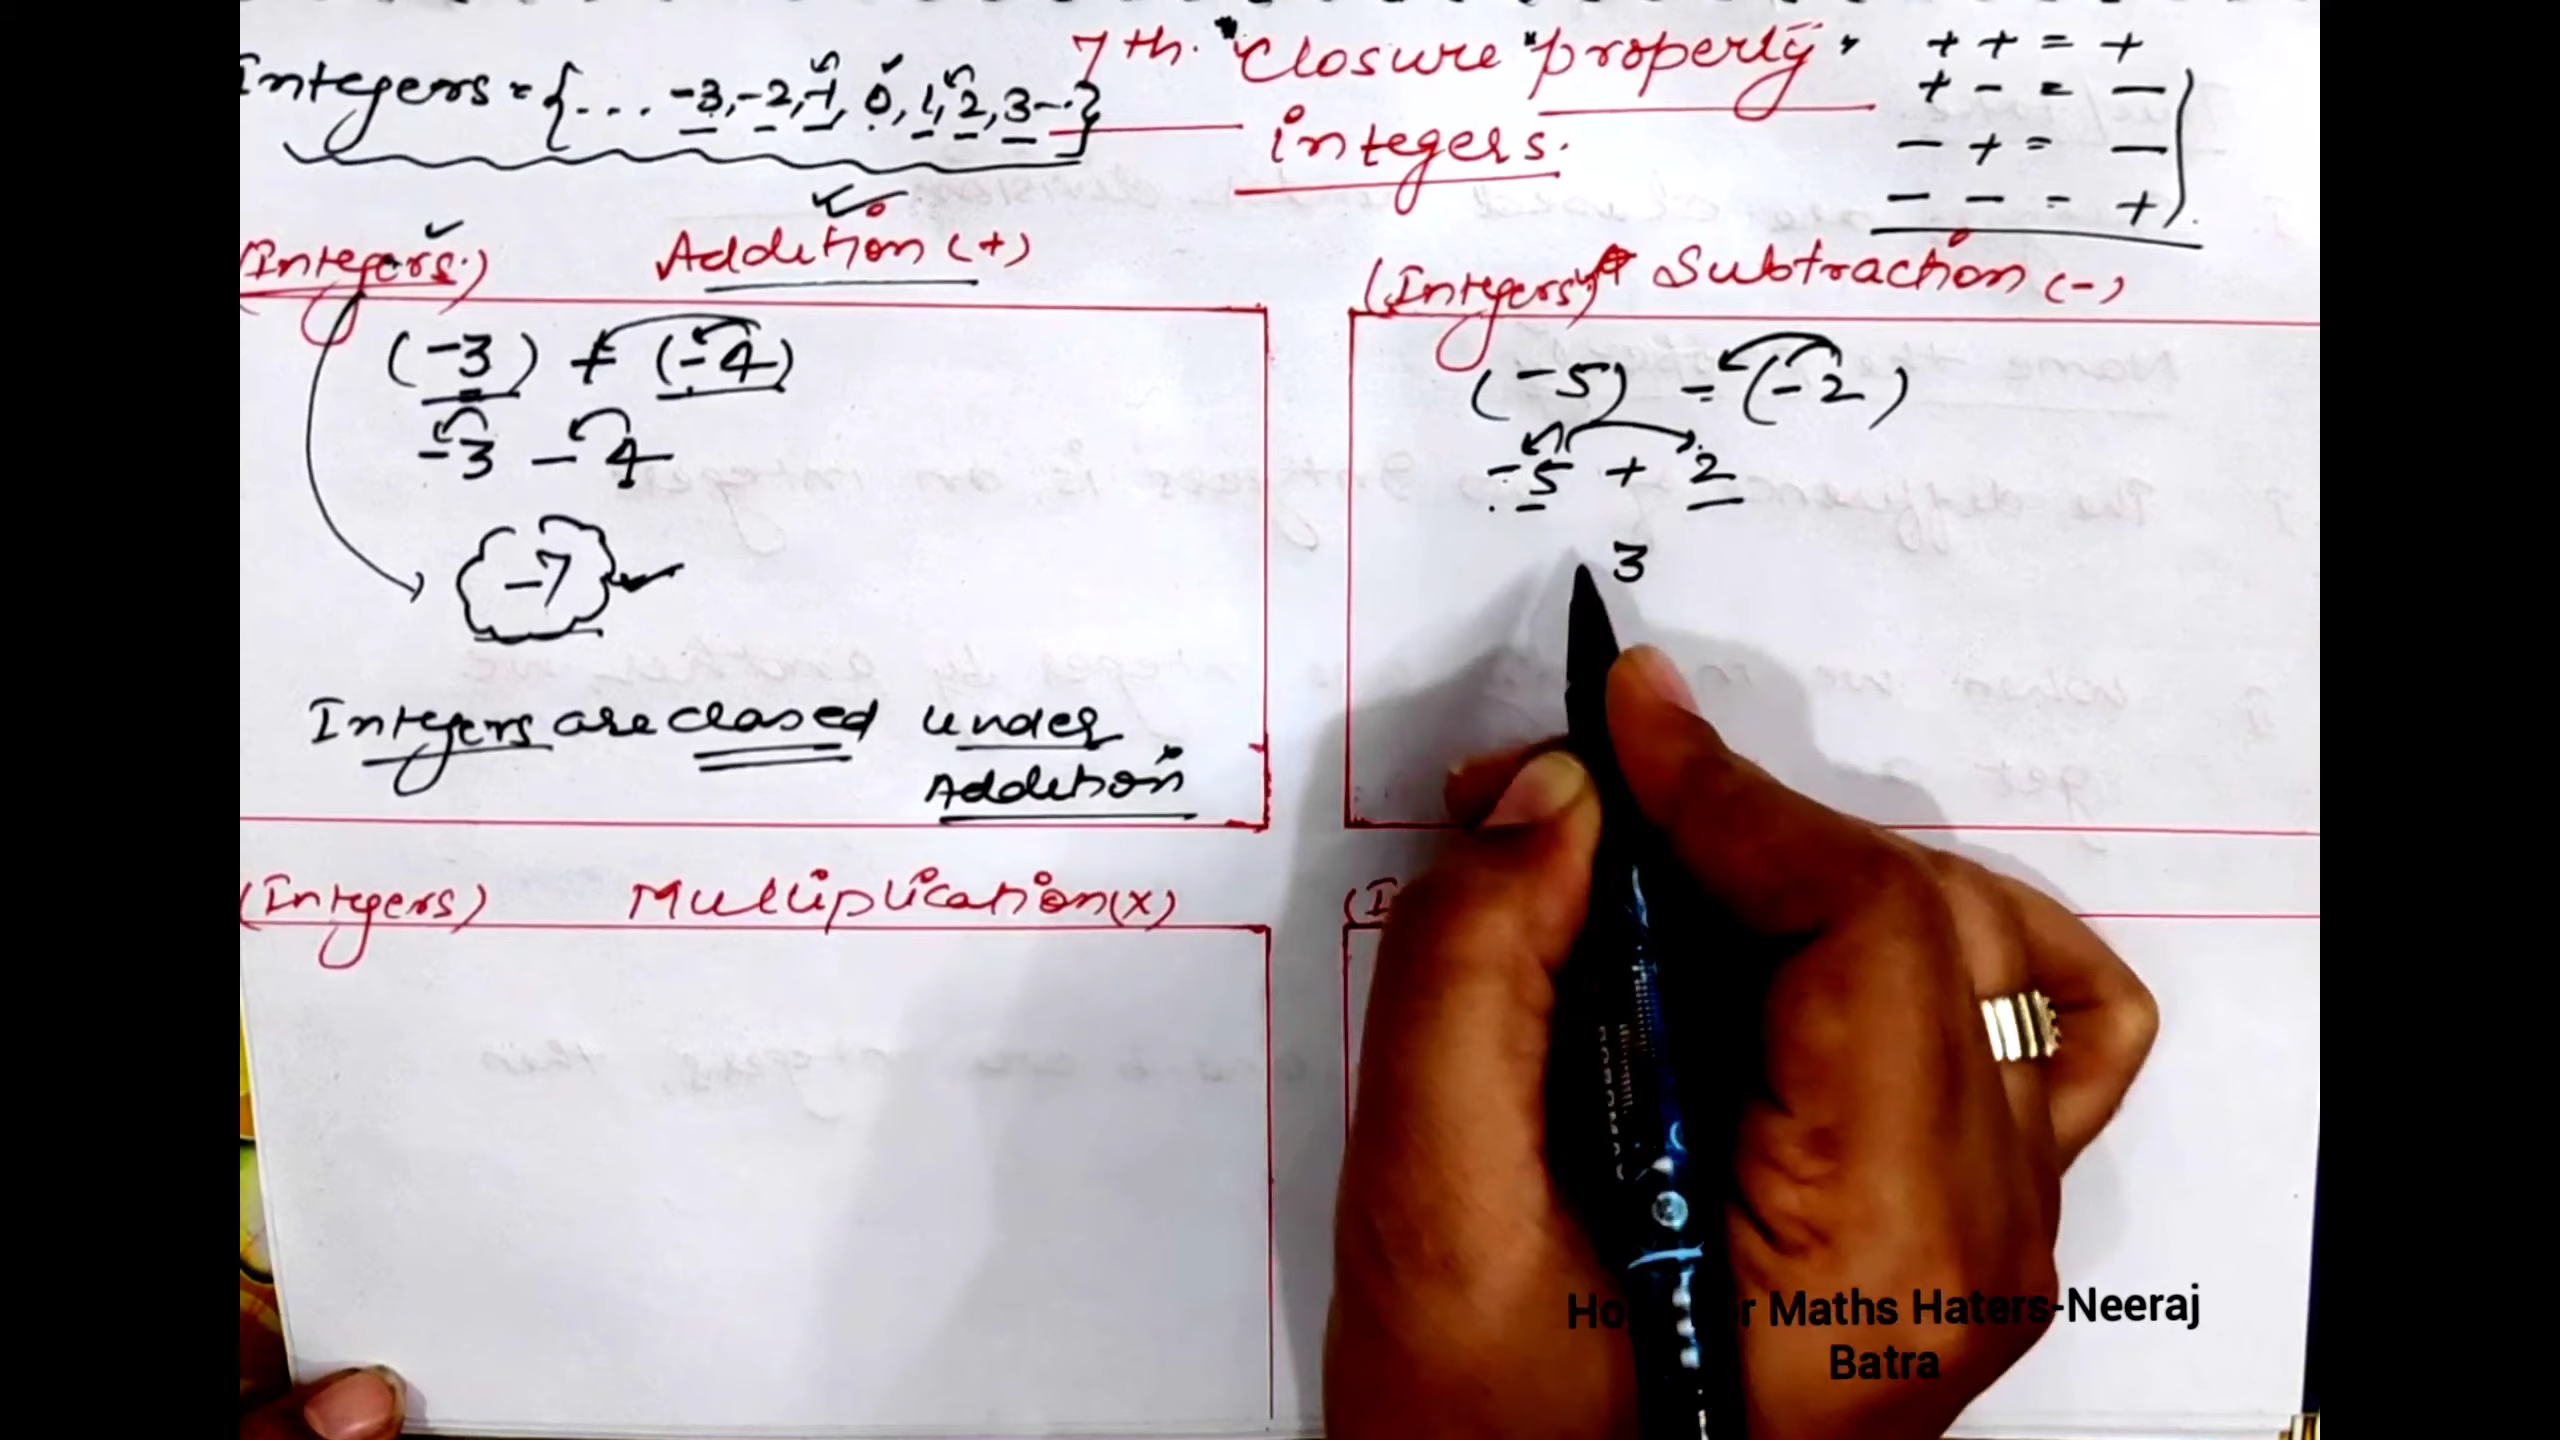 7th. "Closure "property"
integers.
Integers = {... -3, -2, -1, 0, 1, 2, 3 -..}
+ + = +
+ - = -
- + = -
- - = +
(Integers.) Addition (+)
(-3) + (-4)
-3 - 4
-7
Integers are closed under
Addition
(Integers) Subtraction (-)
(-5) - (-2)
-5 + 2
3
(Integers) Multiplication(x)
Maths Haters-Neeraj
Batra